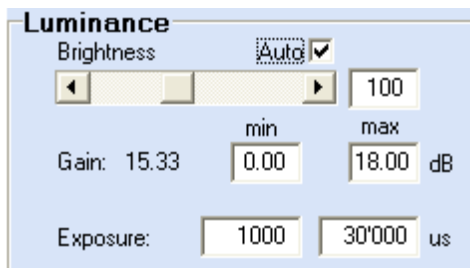 Luminance
Brightness Auto
100
min max
Gain: 15.33 0.00 18.00 dB
Exposure: 1000 30'000 us